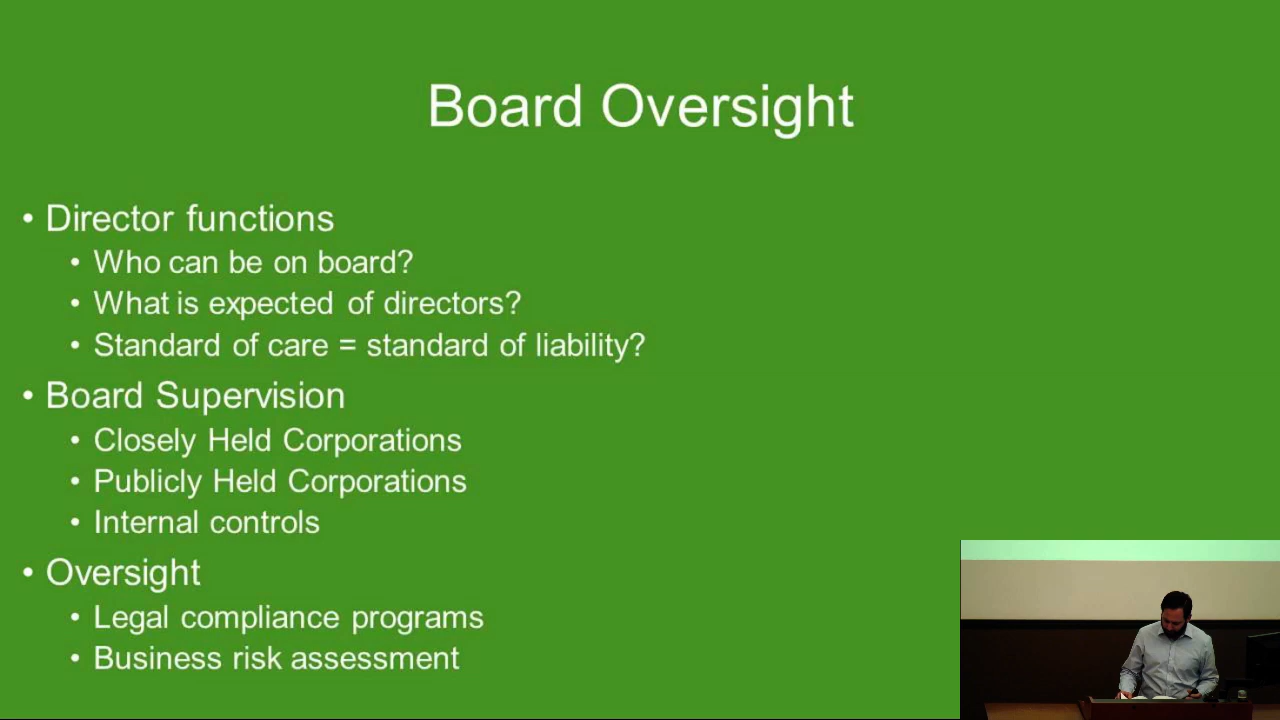 Board Oversight
• Director functions
• Who can be on board?
• What is expected of directors?
• Standard of care = standard of liability?
• Board Supervision
• Closely Held Corporations
• Publicly Held Corporations
• Internal controls
• Oversight
• Legal compliance programs
• Business risk assessment